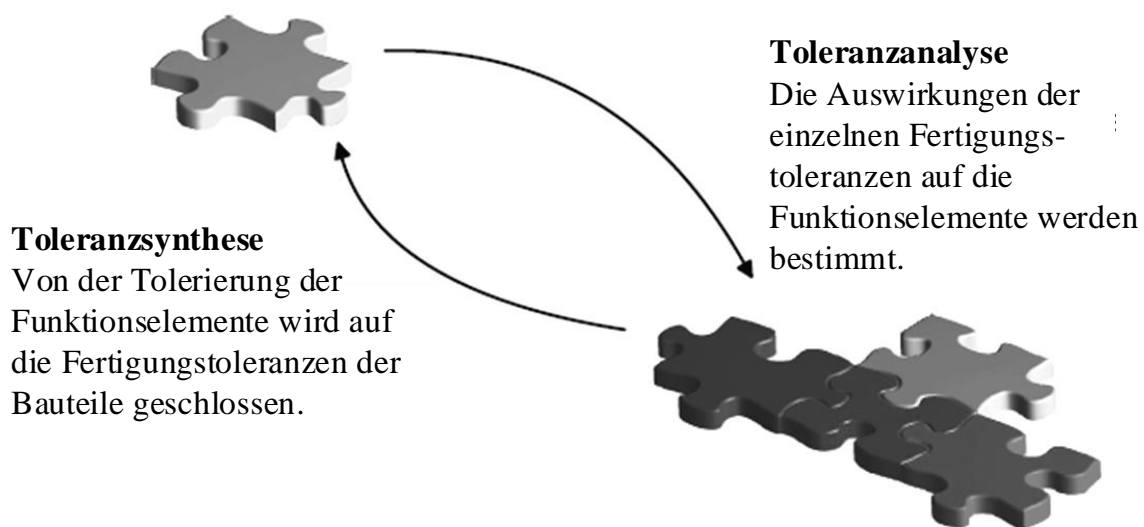 Toleranzanalyse
Die Auswirkungen der
einzelnen Fertigungs-
toleranzen auf die
Funktionselemente werden
bestimmt.
Toleranzsynthese
Von der Tolerierung der
Funktionselemente wird auf
die Fertigungstoleranzen der
Bauteile geschlossen.